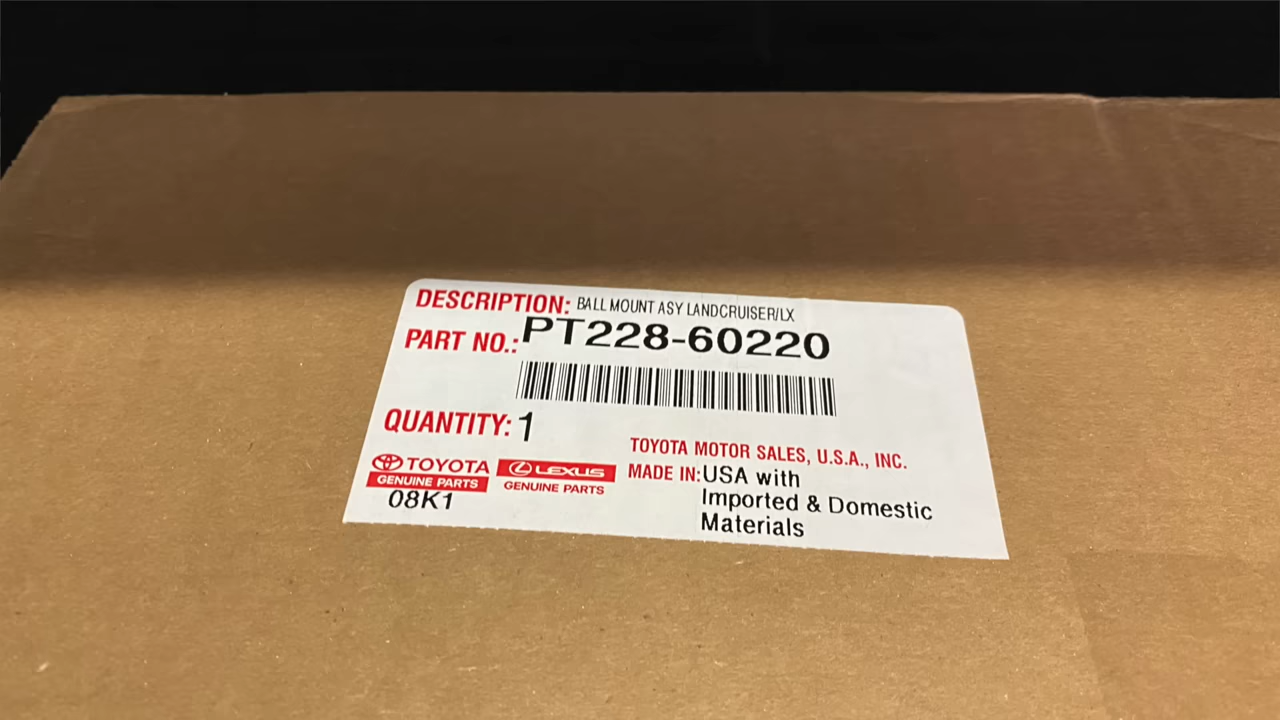 DESCRIPTION: BALL MOUNT ASY LANDCRUISER/LX
PART NO.: PT228-60220
QUANTITY: 1
TOYOTA MOTOR SALES, U.S.A., INC.
TOYOTA LEXUS MADE IN: USA with
GENUINE PARTS GENUINE PARTS Imported & Domestic
08K1 Materials